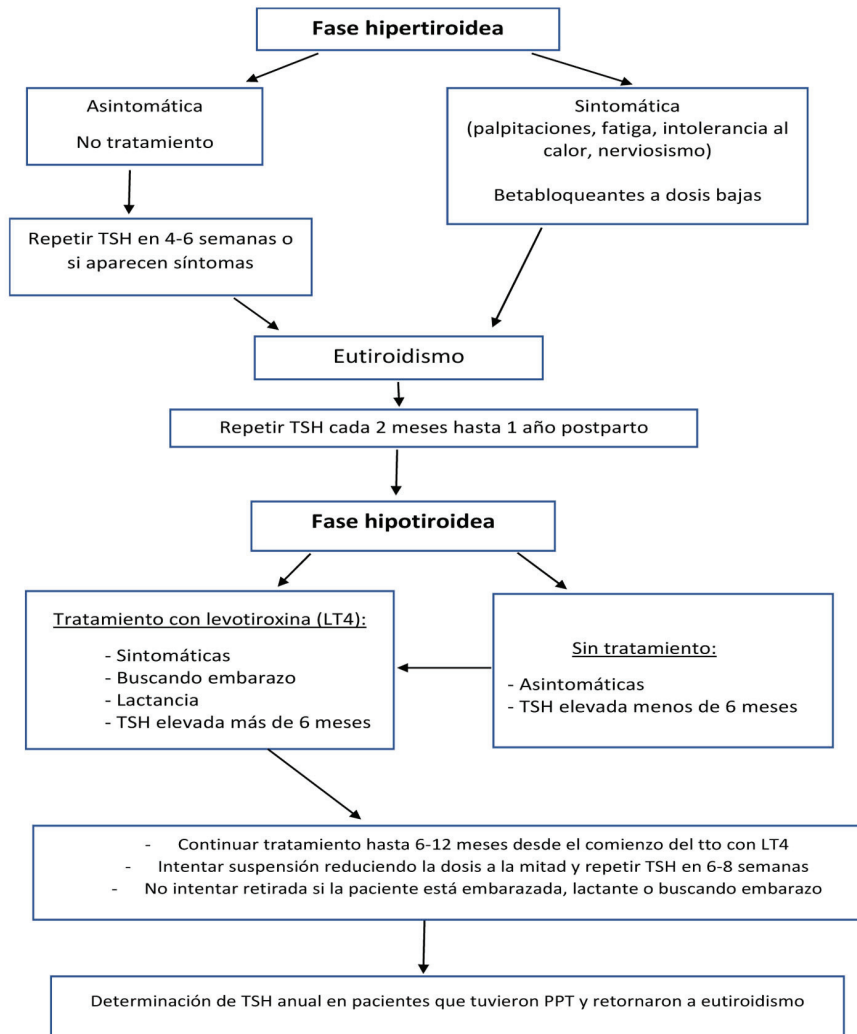 Fase hipertiroidea
Asintomática
No tratamiento
Sintomática
(palpitaciones, fatiga, intolerancia al
calor, nerviosismo)
Betabloqueantes a dosis bajas
Repetir TSH en 4-6 semanas o
si aparecen síntomas
Eutiroidismo
Repetir TSH cada 2 meses hasta 1 año postparto
Fase hipotiroidea
Tratamiento con levotiroxina (LT4):
- Sintomáticas
- Buscando embarazo
- Lactancia
- TSH elevada más de 6 meses
Sin tratamiento:
- Asintomáticas
- TSH elevada menos de 6 meses
- Continuar tratamiento hasta 6-12 meses desde el comienzo del tto con LT4
- Intentar suspensión reduciendo la dosis a la mitad y repetir TSH en 6-8 semanas
- No intentar retirada si la paciente está embarazada, lactante o buscando embarazo
Determinación de TSH anual en pacientes que tuvieron PPT y retornaron a eutiroidismo